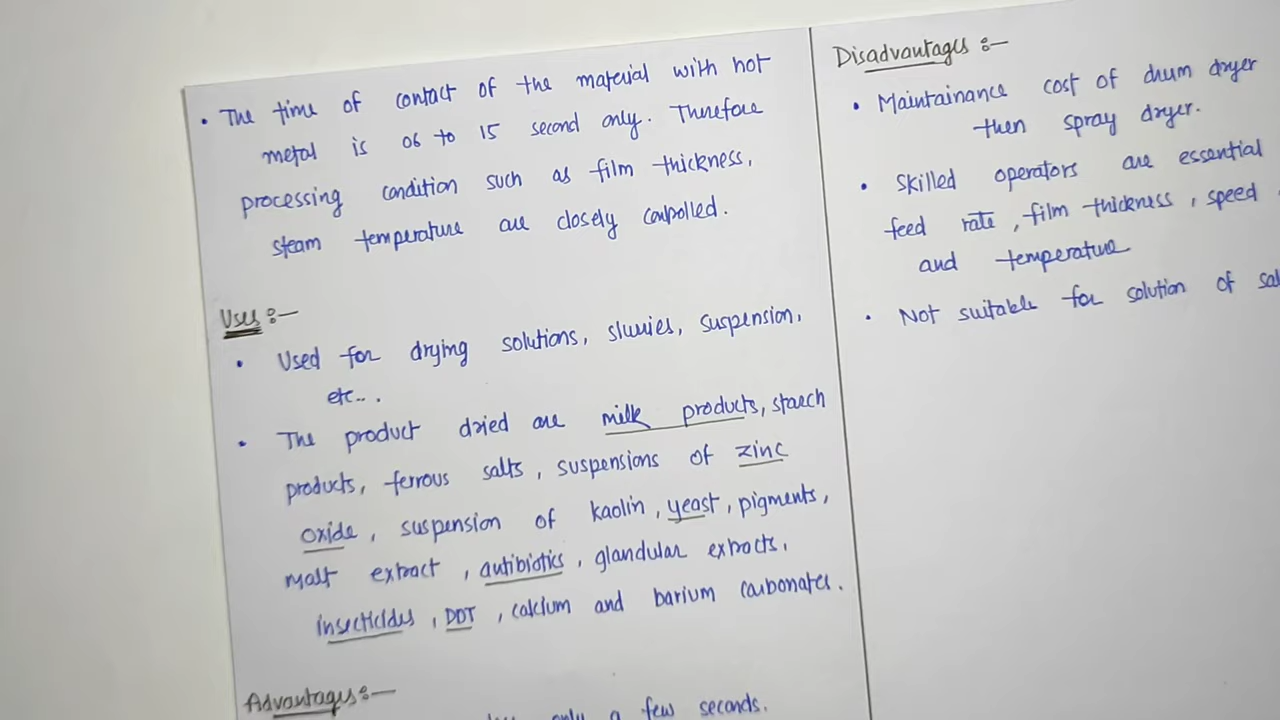 • The time of contact of the material with hot
metal is 06 to 15 second only. Therefore
processing condition such as film thickness,
steam temperature are closely controlled.
Uses :-
• Used for drying solutions, slurries, suspension,
etc...
• The product dried are milk products, starch
products, ferrous salts, suspensions of zinc
oxide, suspension of kaolin, yeast, pigments,
malt extract, antibiotics, glandular extracts,
insecticides, DDT, calcium and barium carbonates.
Advantages :-
only a few seconds.
Disadvantages :-
• Maintainance cost of drum dryer
then spray dryer.
• Skilled operators are essential
feed rate, film thickness, speed
and temperature
• Not suitable for solution of